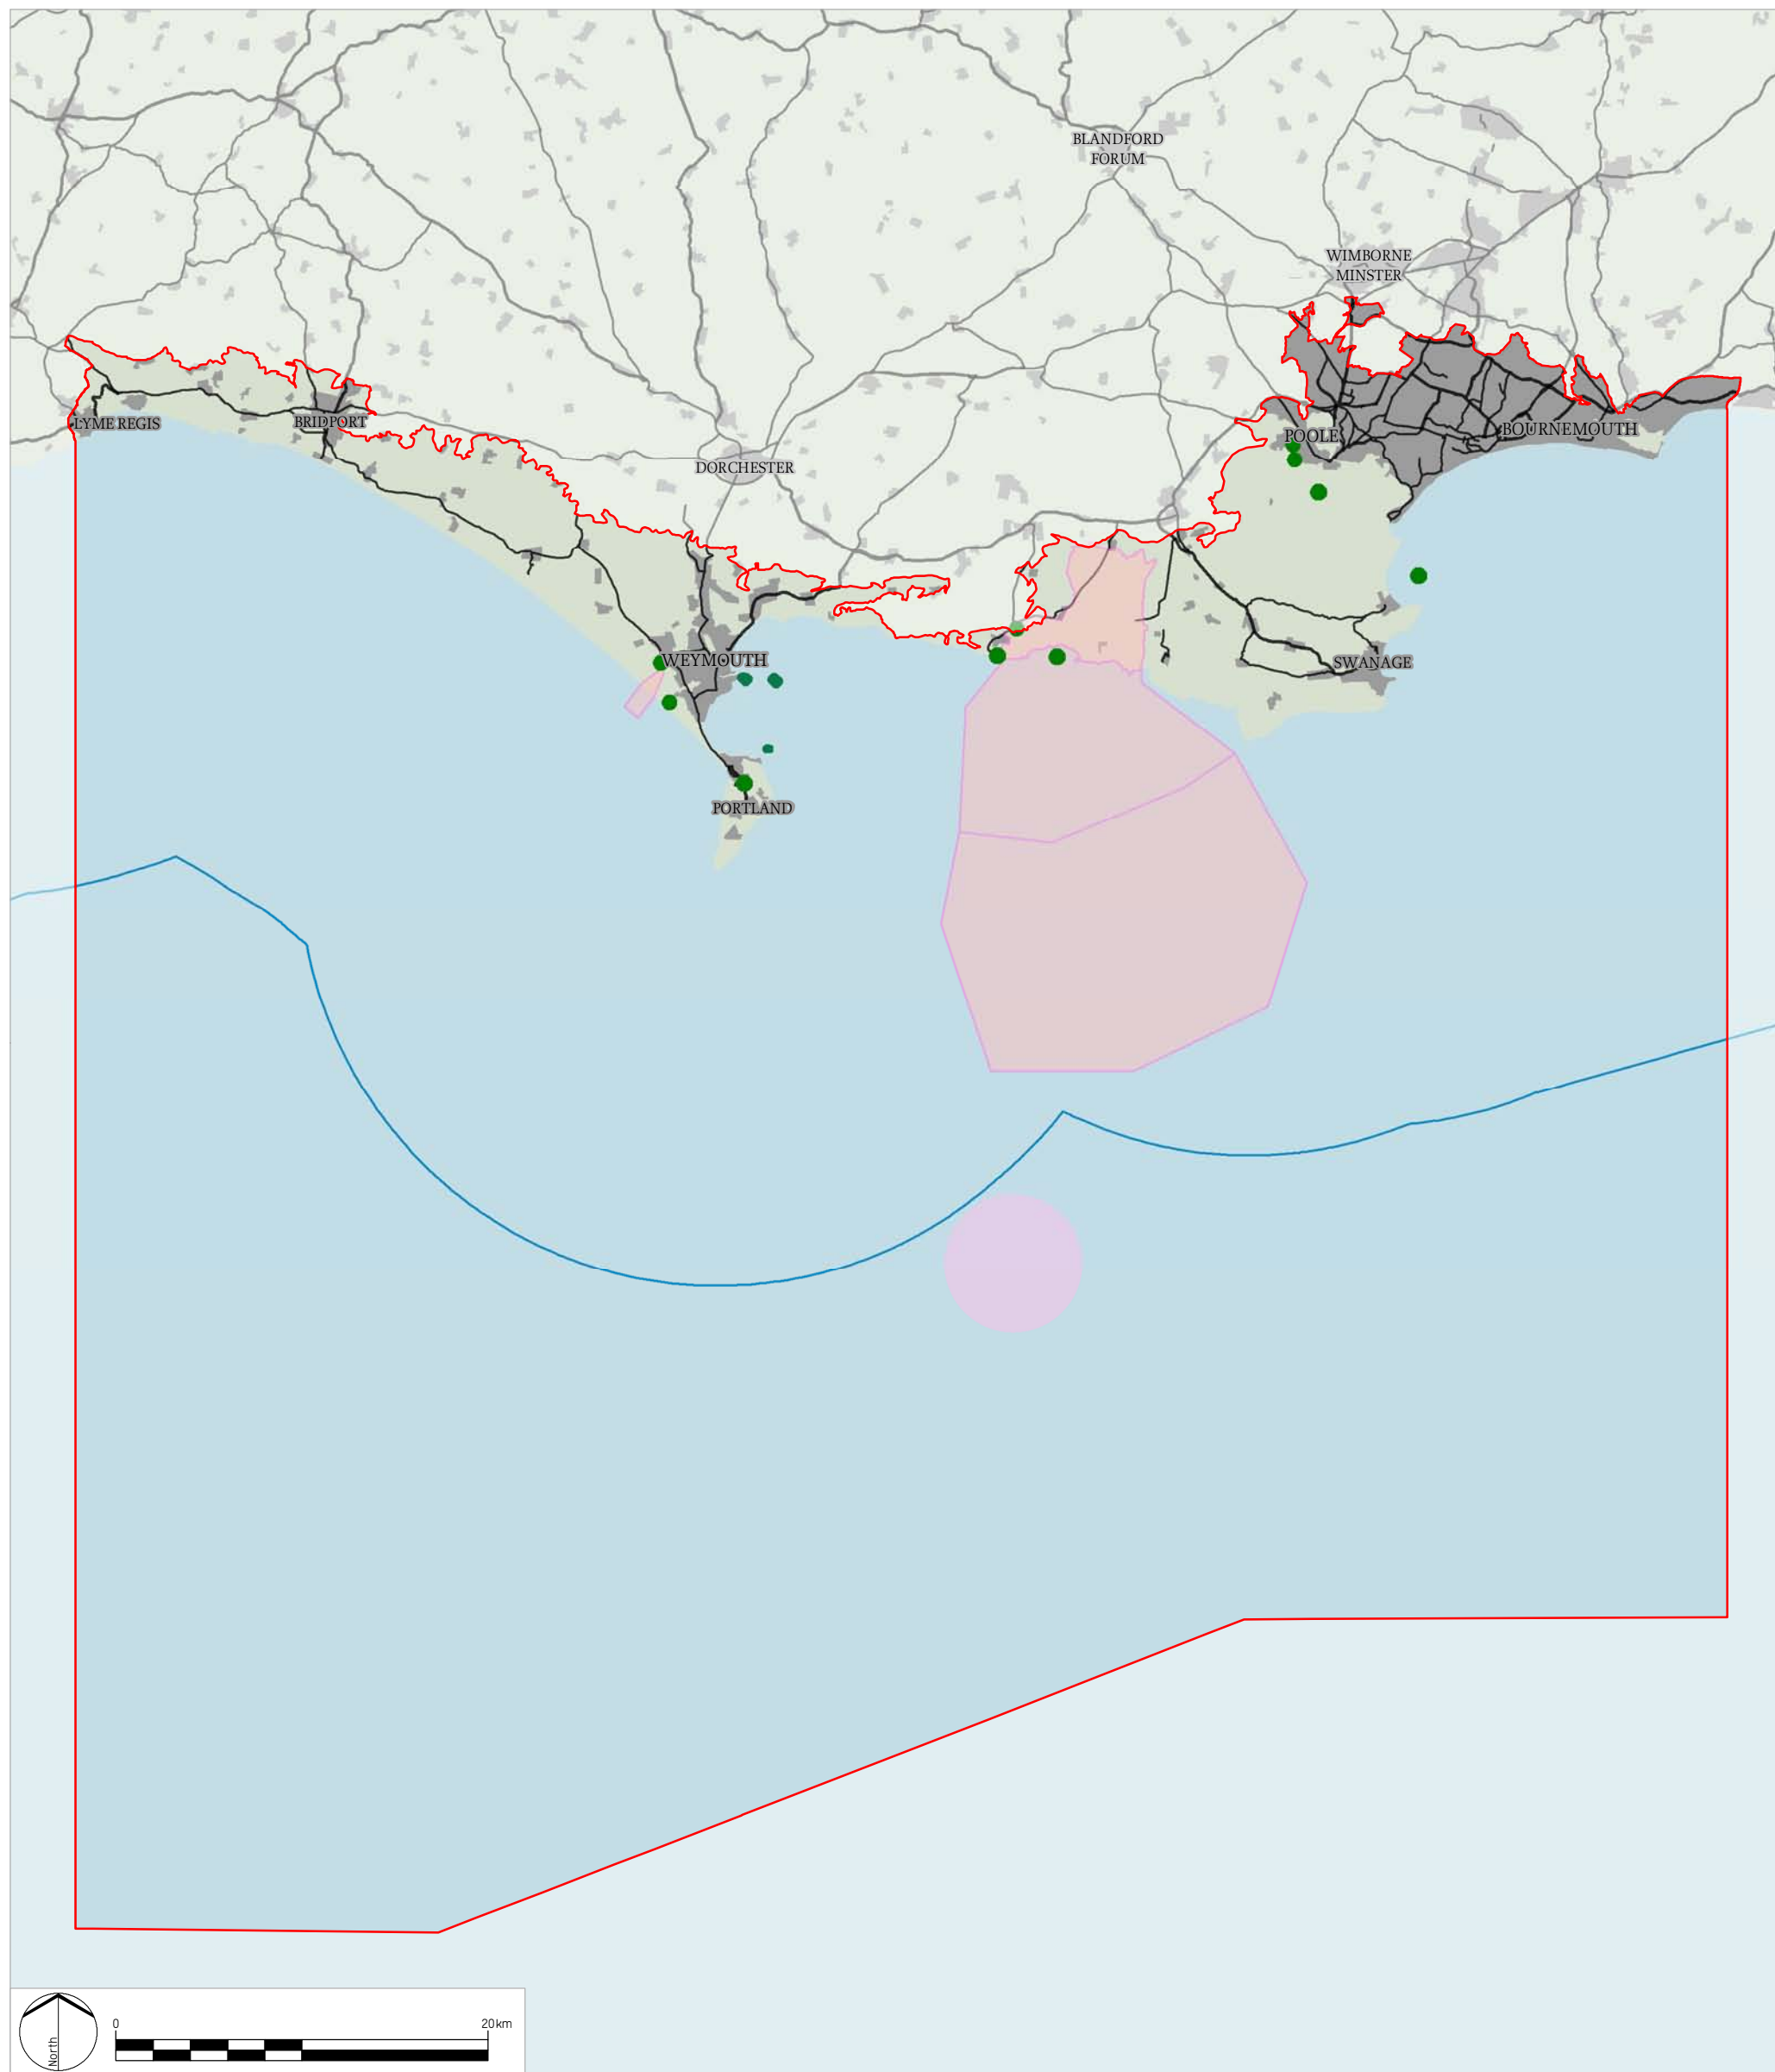 BLANDFORD
FORUM
WIMBORNE
MINSTER
LYME REGIS
BRIDPORT
POOLE
BOURNEMOUTH
DORCHESTER
WEYMOUTH
SWANAGE
PORTLAND
North
0
20km